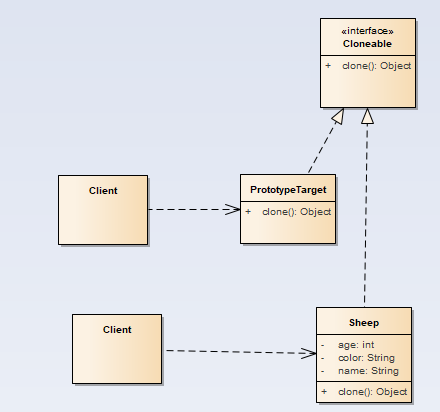 «interface»
Cloneable
+ clone(): Object
Client
PrototypeTarget
+ clone(): Object
Client
Sheep
- age: int
- color: String
- name: String
+ clone(): Object